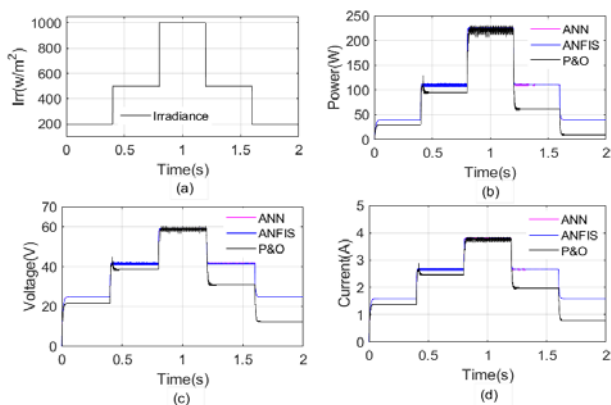 1000
800
600
400
200
0
Irr(w/m²)
Irradiance
0 0.5 1 1.5 2
Time(s)
(a)
250
200
150
100
50
0
Power(W)
ANN
ANFIS
P&O
0 0.5 1 1.5 2
Time(s)
(b)
70
60
40
20
0
Voltage(V)
ANN
ANFIS
P&O
0 0.5 1 1.5 2
Time(s)
(c)
5
4
3
2
1
0
Current(A)
ANN
ANFIS
P&O
0 0.5 1 1.5 2
Time(s)
(d)